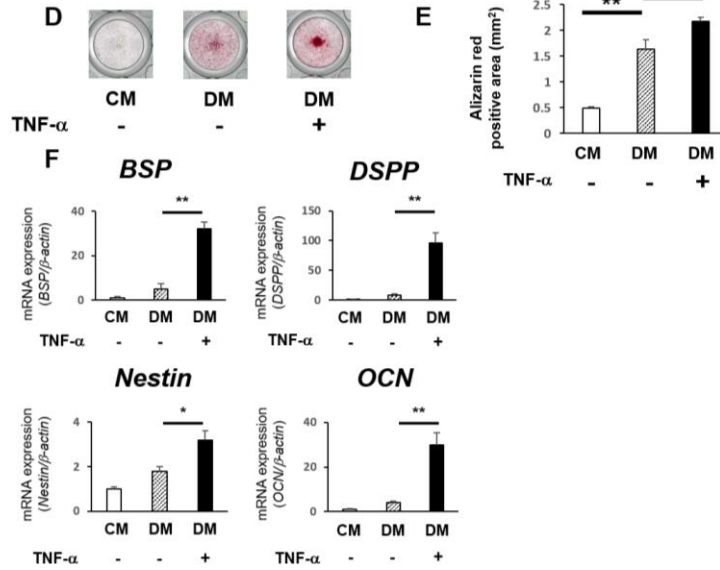 D
CM DM DM
TNF-α - - +
E
**
Alizarin red
positive area (mm²)
2.5
2
1.5
1
0.5
0
CM DM DM
TNF-α - - +
F
BSP
**
mRNA expression
(BSP/β-actin)
40
20
0
CM DM DM
TNF-α - - +
DSPP
**
mRNA expression
(DSPP/β-actin)
150
100
50
0
CM DM DM
TNF-α - - +
Nestin
*
mRNA expression
(Nestin/β-actin)
4
2
0
CM DM DM
TNF-α - - +
OCN
**
mRNA expression
(OCN/β-actin)
40
20
0
CM DM DM
TNF-α - - +